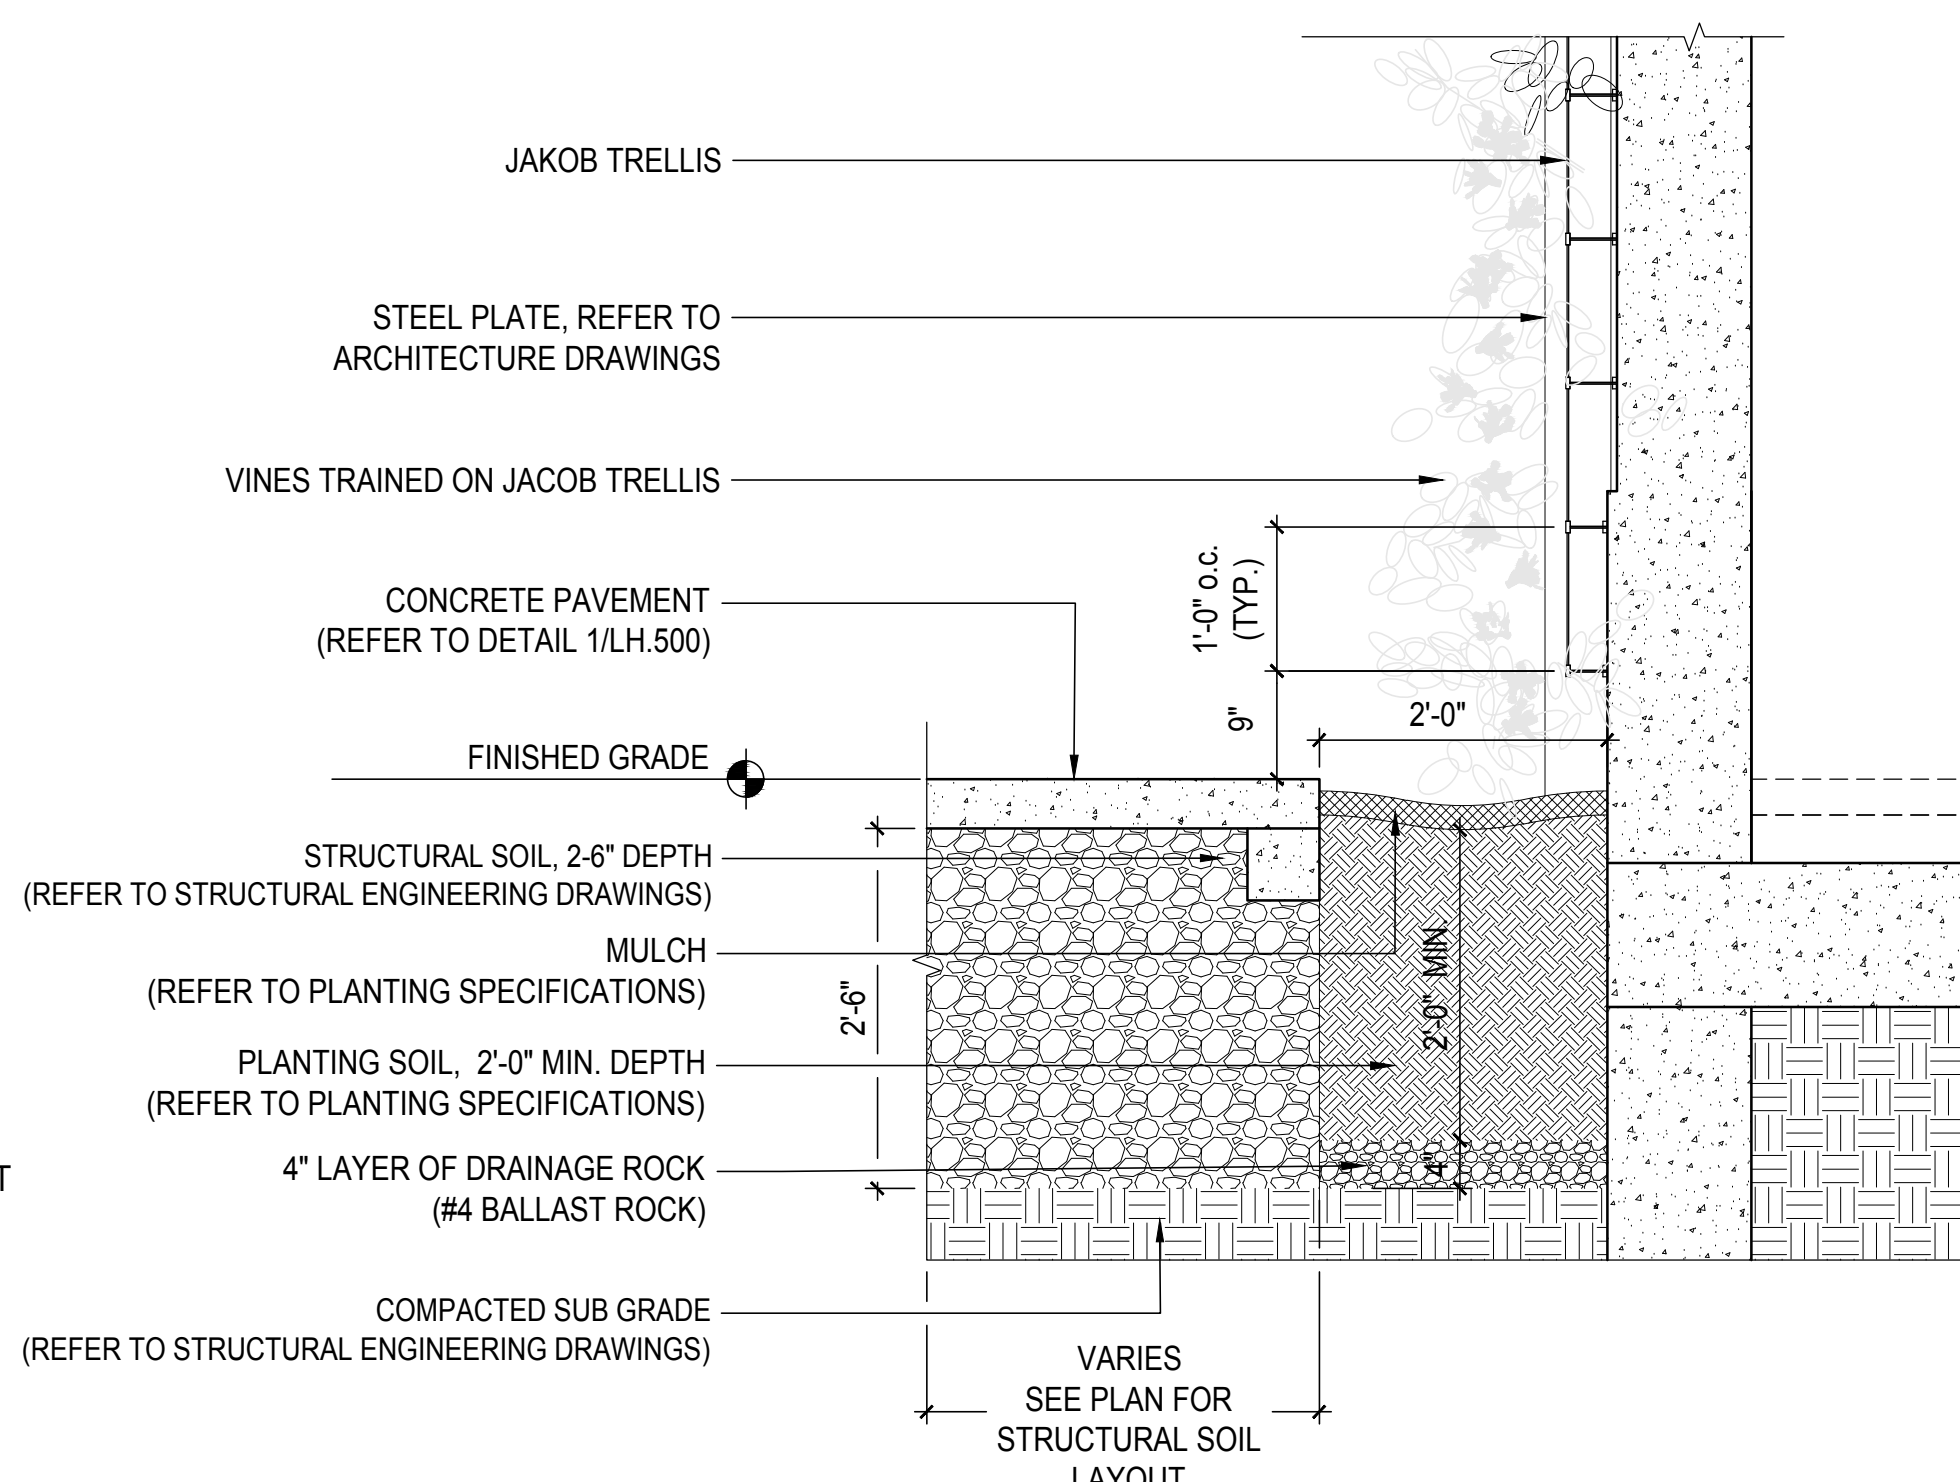 JAKOB TRELLIS
STEEL PLATE, REFER TO
ARCHITECTURE DRAWINGS
VINES TRAINED ON JACOB TRELLIS
1'-0" o.c.
(TYP.)
CONCRETE PAVEMENT
(REFER TO DETAIL 1/LH.500)
9"
2'-0"
FINISHED GRADE
STRUCTURAL SOIL, 2-6" DEPTH
(REFER TO STRUCTURAL ENGINEERING DRAWINGS)
MULCH
(REFER TO PLANTING SPECIFICATIONS)
2'-6"
2'-0" MIN.
PLANTING SOIL,  2'-0" MIN. DEPTH
(REFER TO PLANTING SPECIFICATIONS)
T
4" LAYER OF DRAINAGE ROCK
(#4 BALLAST ROCK)
4"
COMPACTED SUB GRADE
(REFER TO STRUCTURAL ENGINEERING DRAWINGS)
VARIES
SEE PLAN FOR
STRUCTURAL SOIL
LAYOUT